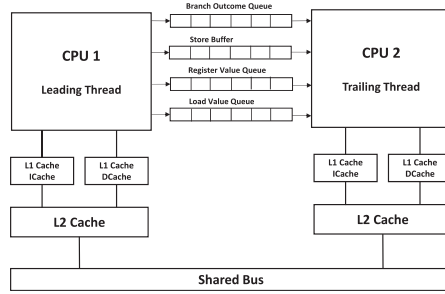 Branch Outcome Queue
CPU 1
Leading Thread
Store Buffer
Register Value Queue
Load Value Queue
CPU 2
Trailing Thread
L1 Cache
ICache
L1 Cache
DCache
L1 Cache
ICache
L1 Cache
DCache
L2 Cache
L2 Cache
Shared Bus